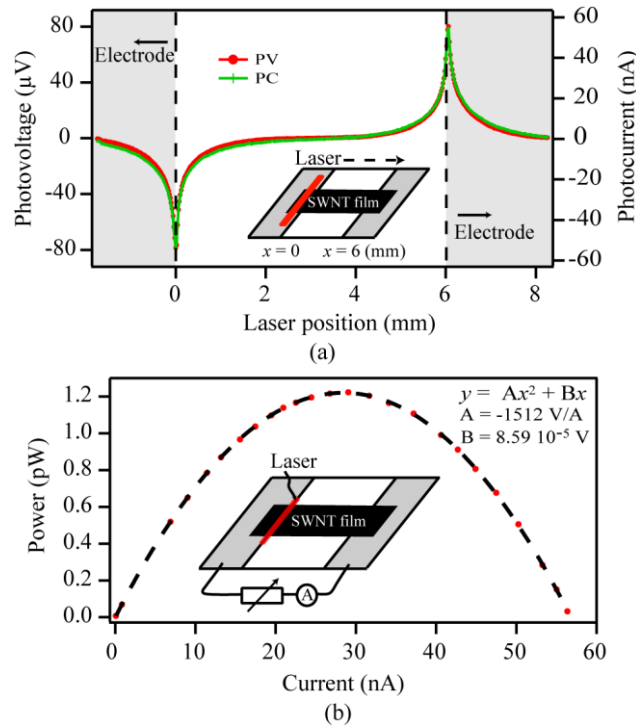 80
40
0
-40
-80
Photovoltage (µV)
Electrode
PV
PC
Electrode
60
40
20
0
-20
-40
-60
Photocurrent (nA)
Laser
SWNT film
x = 0 x = 6 (mm)
0 2 4 6 8
Laser position (mm)
(a)
1.2
1.0
0.8
0.6
0.4
0.2
0.0
Power (pW)
y = Ax² + Bx
A = -1512 V/A
B = 8.59 10⁻⁵ V
Laser
SWNT film
A
0 10 20 30 40 50 60
Current (nA)
(b)